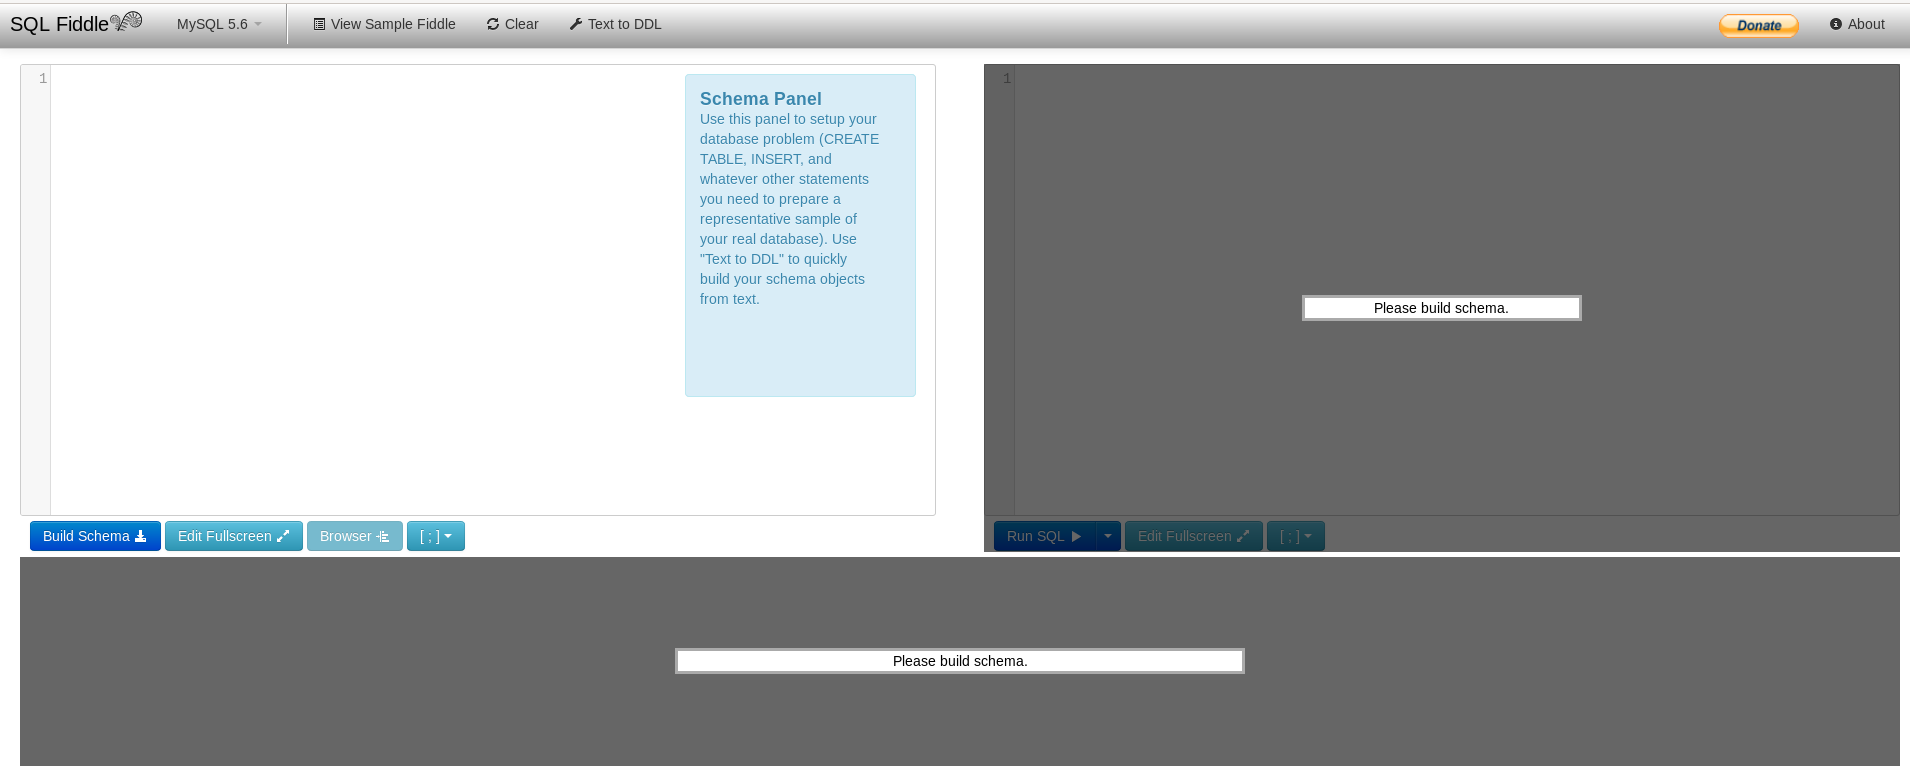 SQL Fiddle MySQL 5.6 View Sample Fiddle Clear Text to DDL Donate About
1
Schema Panel
Use this panel to setup your
database problem (CREATE
TABLE, INSERT, and
whatever other statements
you need to prepare a
representative sample of
your real database). Use
"Text to DDL" to quickly
build your schema objects
from text.
Build Schema Edit Fullscreen Browser [ ; ]
1
Please build schema.
Run SQL Edit Fullscreen [ ; ]
Please build schema.